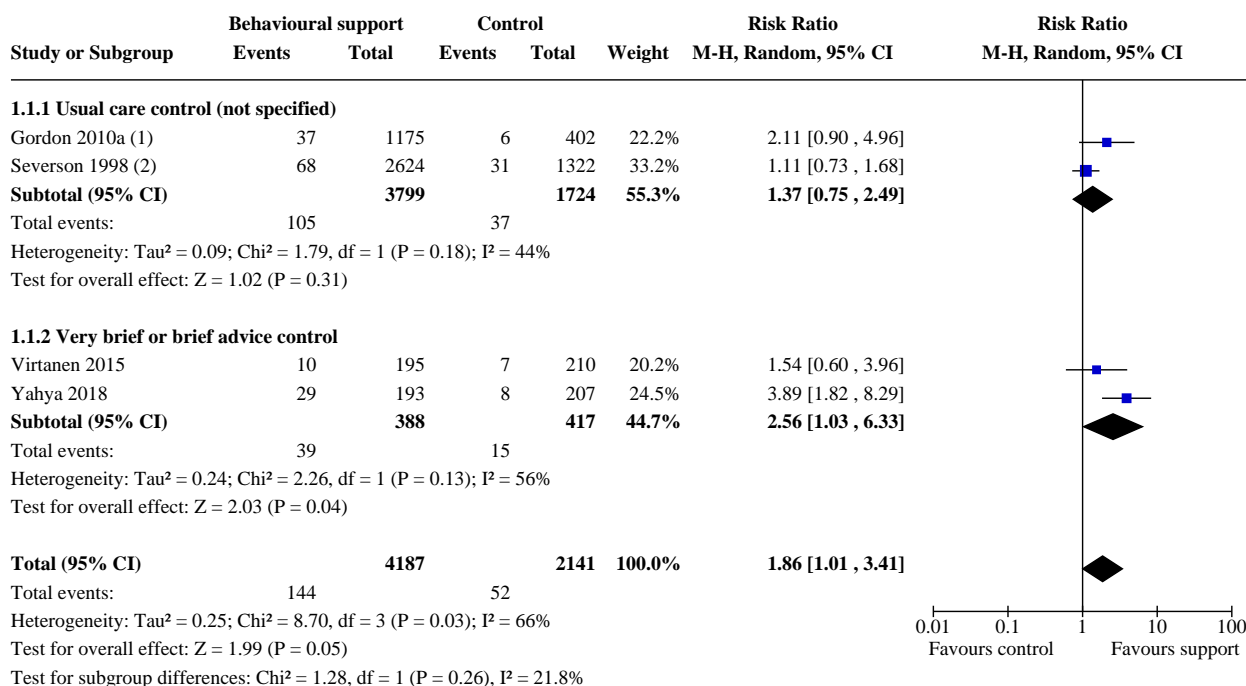 Behavioural support Control Risk Ratio Risk Ratio
Study or Subgroup Events Total Events Total Weight M-H, Random, 95% CI M-H, Random, 95% CI
1.1.1 Usual care control (not specified)
Gordon 2010a (1) 37 1175 6 402 22.2% 2.11 [0.90 , 4.96]
Severson 1998 (2) 68 2624 31 1322 33.2% 1.11 [0.73 , 1.68]
Subtotal (95% CI) 3799 1724 55.3% 1.37 [0.75 , 2.49]
Total events: 105 37
Heterogeneity: Tau² = 0.09; Chi² = 1.79, df = 1 (P = 0.18); I² = 44%
Test for overall effect: Z = 1.02 (P = 0.31)
1.1.2 Very brief or brief advice control
Virtanen 2015 10 195 7 210 20.2% 1.54 [0.60 , 3.96]
Yahya 2018 29 193 8 207 24.5% 3.89 [1.82 , 8.29]
Subtotal (95% CI) 388 417 44.7% 2.56 [1.03 , 6.33]
Total events: 39 15
Heterogeneity: Tau² = 0.24; Chi² = 2.26, df = 1 (P = 0.13); I² = 56%
Test for overall effect: Z = 2.03 (P = 0.04)
Total (95% CI) 4187 2141 100.0% 1.86 [1.01 , 3.41]
Total events: 144 52
Heterogeneity: Tau² = 0.25; Chi² = 8.70, df = 3 (P = 0.03); I² = 66%
0.01 0.1 1 10 100
Test for overall effect: Z = 1.99 (P = 0.05)
Favours control Favours support
Test for subgroup differences: Chi² = 1.28, df = 1 (P = 0.26), I² = 21.8%